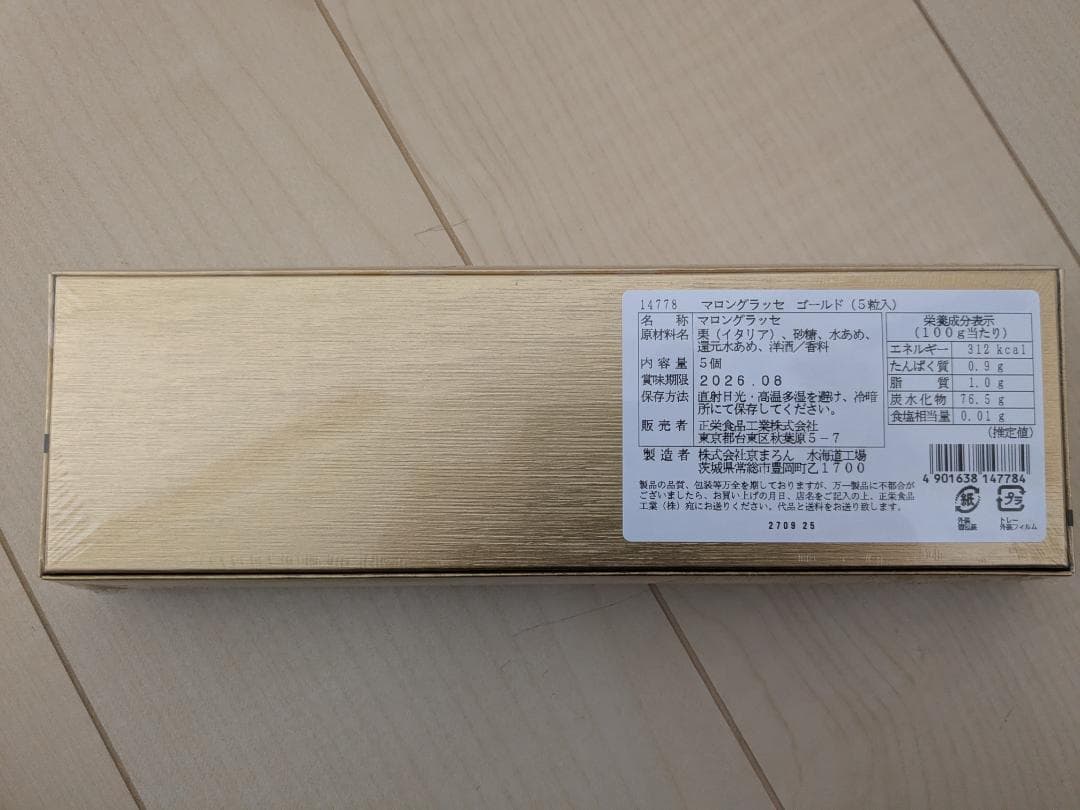 14778 マロングラッセ ゴールド(5粒入)
名 称 マロングラッセ
原材料名 栗(イタリア)、砂糖、水あめ、
還元水あめ、洋酒/香料
内容量 5個
賞味期限 2026.08
保存方法 直射日光・高温多湿を避け、冷暗
所にて保存してください。
販売者 正栄食品工業株式会社
東京都台東区秋葉原5-7
製造者 株式会社京まろん 水海道工場
茨城県常総市豊岡町乙1700
製品の品質、包装等万全を期しておりますが、万一製品に不都合が
ございましたら、お買い上げの月日、店名をご記入の上、正栄食品
工業(株)宛にお送りください。代品と送料をお送り致します。
2709 25
栄養成分表示
(100g当たり)
エネルギー 312 kcal
たんぱく質 0.9 g
脂 質 1.0 g
炭水化物 76.5 g
食塩相当量 0.01 g
(推定値)
4 901638 147784
紙 プラ
外装 トレー
個包装 外装フィルム